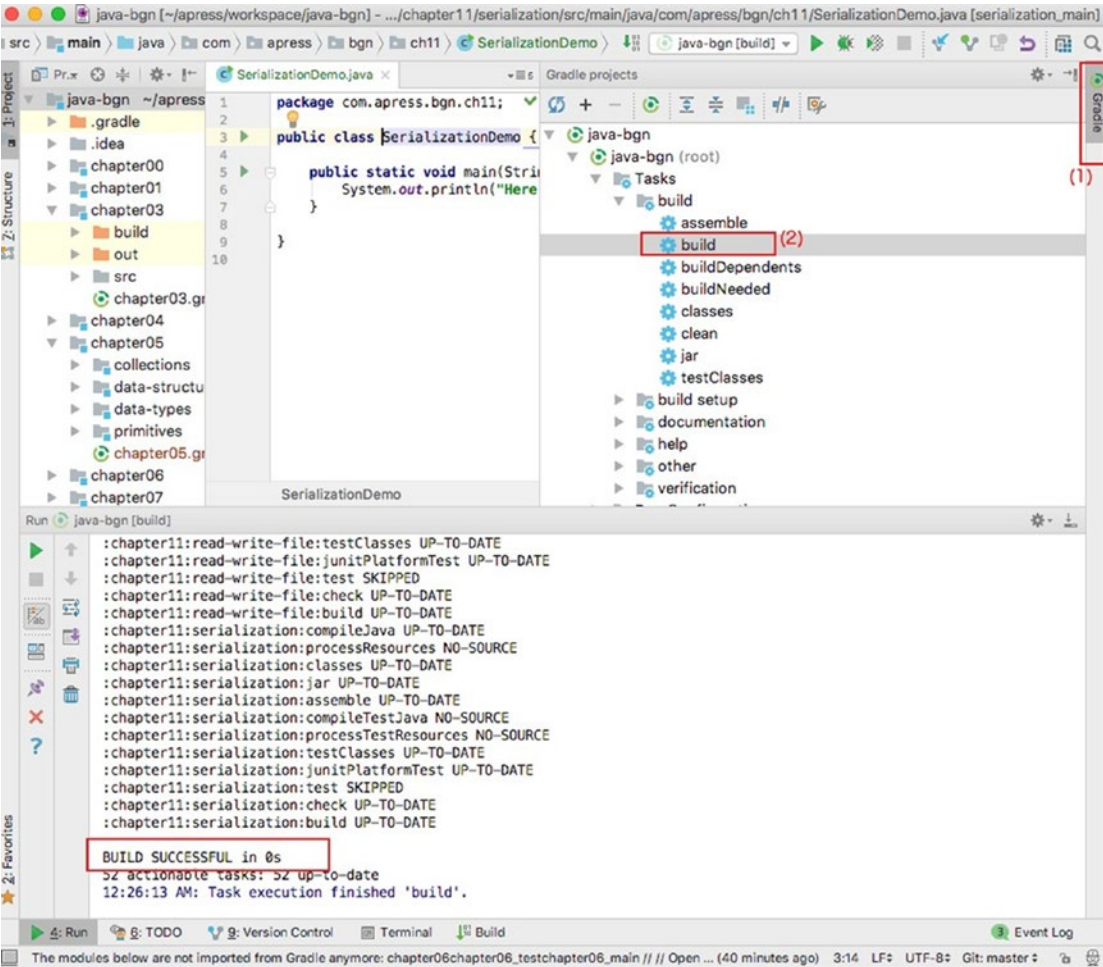 java-bgn [~/apress/workspace/java-bgn] - .../chapter11/serialization/src/main/java/com/apress/bgn/ch11/SerializationDemo.java [serialization_main]
src main java com apress bgn ch11 SerializationDemo java-bgn [build]
Pr.
SerializationDemo.java
Gradle projects
1: Project
Z: Structure
2: Favorites
java-bgn ~/apress
.gradle
.idea
chapter00
chapter01
chapter03
build
out
src
chapter03.gr
chapter04
chapter05
collections
data-structu
data-types
primitives
chapter05.gr
chapter06
chapter07
1 package com.apress.bgn.ch11;
2
3 public class SerializationDemo {
4
5 public static void main(Stri
6 System.out.println("Here
7 }
8
9 }
10
SerializationDemo
java-bgn
java-bgn (root)
Tasks
build
assemble
build
(2)
buildDependents
buildNeeded
classes
clean
jar
testClasses
build setup
documentation
help
other
verification
Gradle
(1)
Run java-bgn [build]
:chapter11:read-write-file:testClasses UP-TO-DATE
:chapter11:read-write-file:junitPlatformTest UP-TO-DATE
:chapter11:read-write-file:test SKIPPED
:chapter11:read-write-file:check UP-TO-DATE
:chapter11:read-write-file:build UP-TO-DATE
:chapter11:serialization:compileJava UP-TO-DATE
:chapter11:serialization:processResources NO-SOURCE
:chapter11:serialization:classes UP-TO-DATE
:chapter11:serialization:jar UP-TO-DATE
:chapter11:serialization:assemble UP-TO-DATE
:chapter11:serialization:compileTestJava NO-SOURCE
:chapter11:serialization:processTestResources NO-SOURCE
:chapter11:serialization:testClasses UP-TO-DATE
:chapter11:serialization:junitPlatformTest UP-TO-DATE
:chapter11:serialization:test SKIPPED
:chapter11:serialization:check UP-TO-DATE
:chapter11:serialization:build UP-TO-DATE
BUILD SUCCESSFUL in 0s
52 actionable tasks: 52 up-to-date
12:26:13 AM: Task execution finished 'build'.
4: Run 6: TODO 9: Version Control Terminal Build 3 Event Log
The modules below are not imported from Gradle anymore: chapter06chapter06_testchapter06_main // // Open ... (40 minutes ago) 3:14 LF UTF-8 Git: master